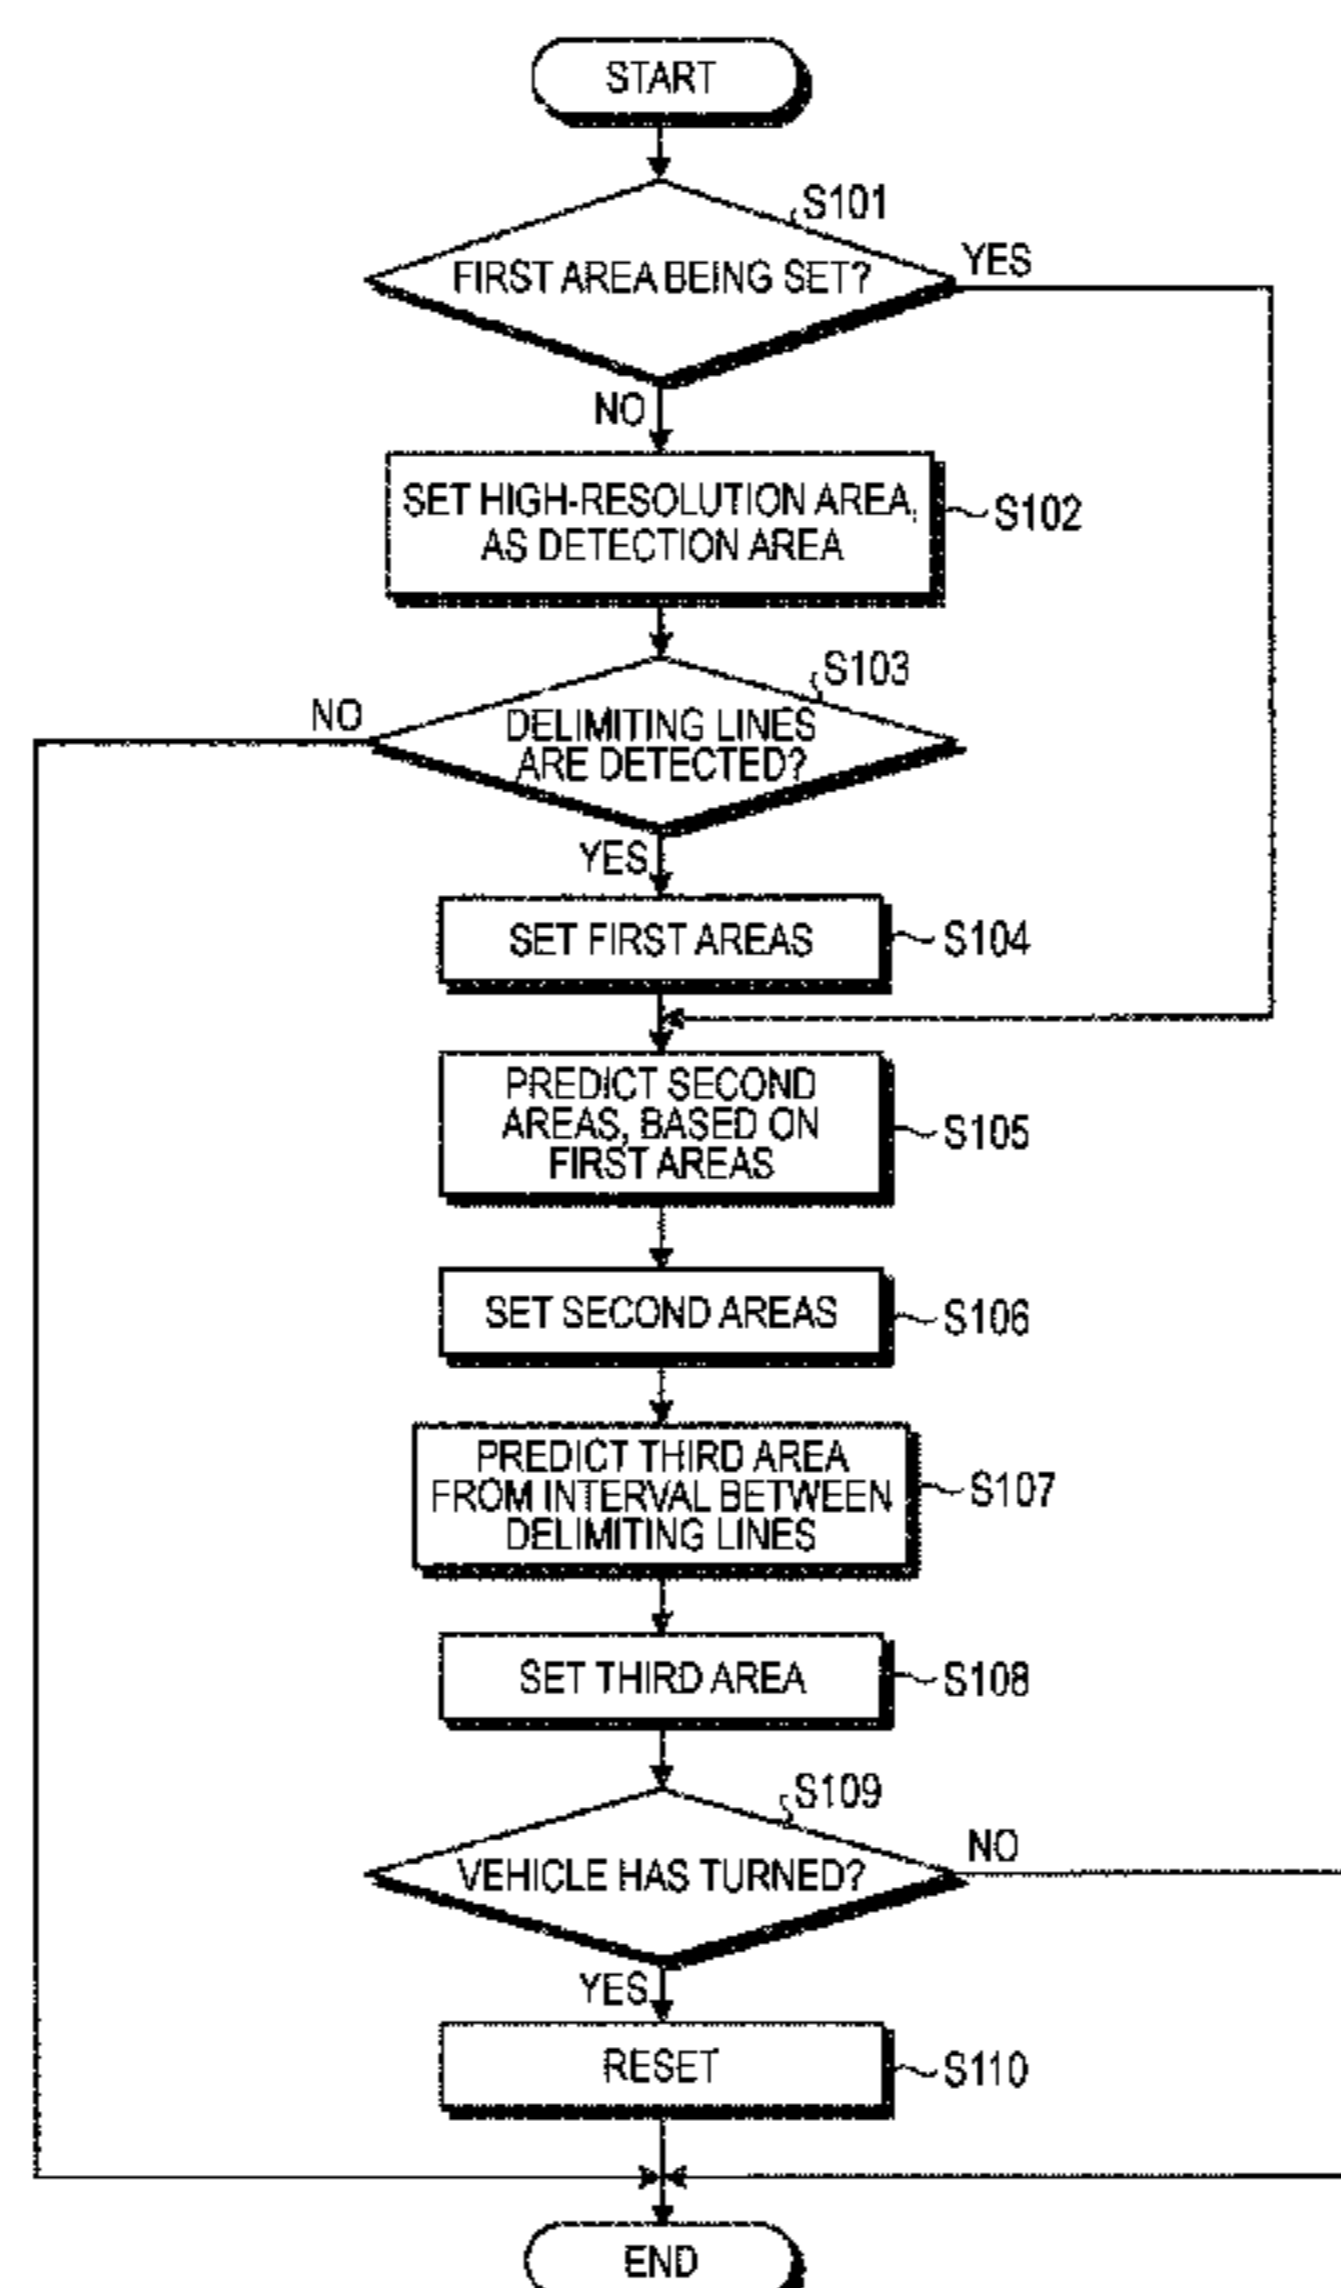 START
S101
FIRST AREA BEING SET?
YES
NO
SET HIGH-RESOLUTION AREA,
AS DETECTION AREA
S102
S103
NO
DELIMITING LINES
ARE DETECTED?
YES
SET FIRST AREAS
S104
PREDICT SECOND
AREAS, BASED ON
FIRST AREAS
S105
SET SECOND AREAS
S106
PREDICT THIRD AREA
FROM INTERVAL BETWEEN
DELIMITING LINES
S107
SET THIRD AREA
S108
S109
VEHICLE HAS TURNED?
NO
YES
RESET
S110
END